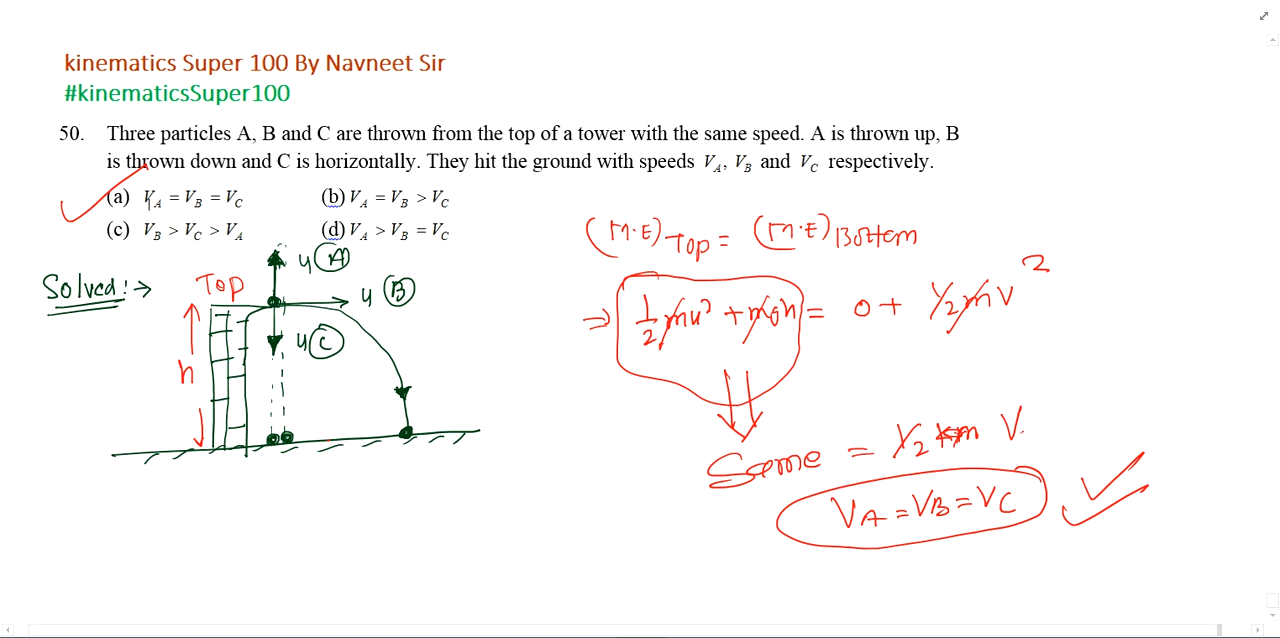 kinematics Super 100 By Navneet Sir
#kinematicsSuper100
50. Three particles A, B and C are thrown from the top of a tower with the same speed. A is thrown up, B
is thrown down and C is horizontally. They hit the ground with speeds V_A, V_B and V_C respectively.
(a) V_A = V_B = V_C (b) V_A = V_B > V_C
(c) V_B > V_C > V_A (d) V_A > V_B = V_C
Solved:→
Top
u (A)
u (B)
u (C)
h
(M.E)Top = (M.E)Bottom
⇒ 1/2 mu² + mgh = 0 + 1/2 mv²
Same = 1/2 m V.
VA = VB = VC